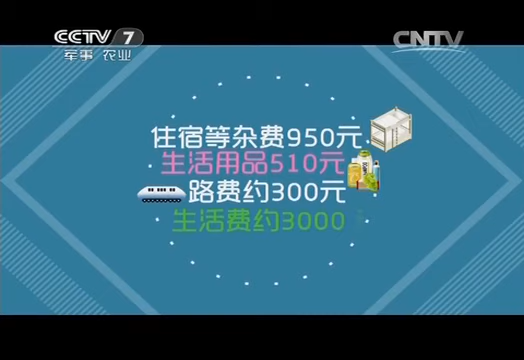 CCTV 7
军事 农业
CNTV
住宿等杂费950元
生活用品510元
路费约300元
生活费约3000